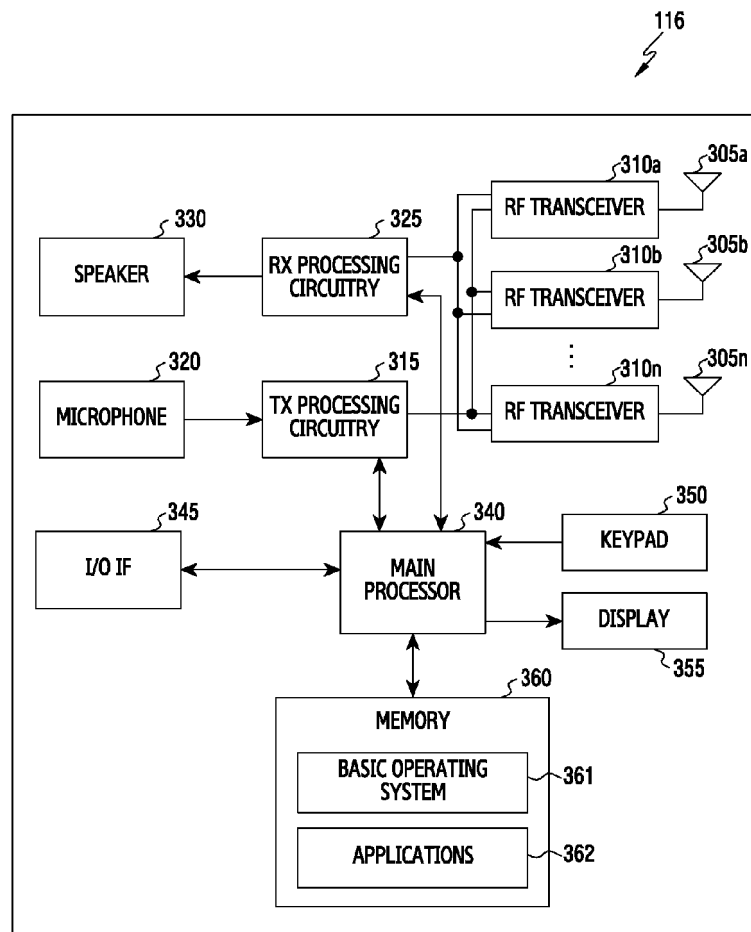 116
310a
305a
RF TRANSCEIVER
330
325
SPEAKER
RX PROCESSING
CIRCUITRY
310b
305b
RF TRANSCEIVER
⋮
320
315
310n
305n
MICROPHONE
TX PROCESSING
CIRCUITRY
RF TRANSCEIVER
345
340
350
I/O IF
MAIN
PROCESSOR
KEYPAD
DISPLAY
355
360
MEMORY
BASIC OPERATING
SYSTEM
361
APPLICATIONS
362